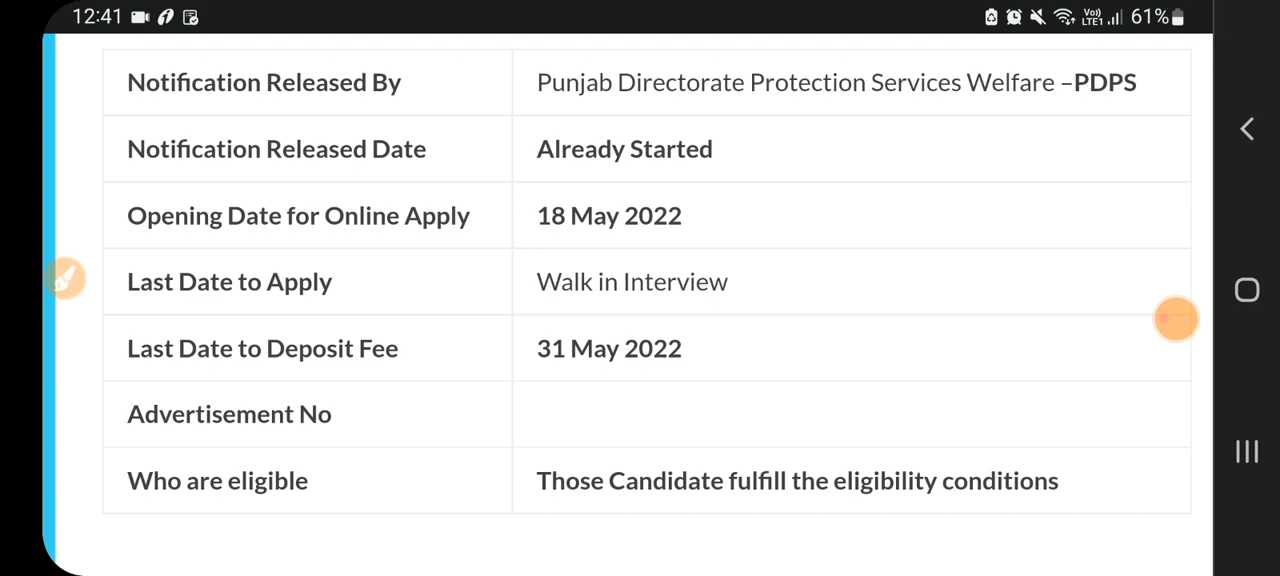 12:41
Vo)) LTE1 61%
Notification Released By Punjab Directorate Protection Services Welfare –PDPS
Notification Released Date Already Started
Opening Date for Online Apply 18 May 2022
Last Date to Apply Walk in Interview
Last Date to Deposit Fee 31 May 2022
Advertisement No
Who are eligible Those Candidate fulfill the eligibility conditions